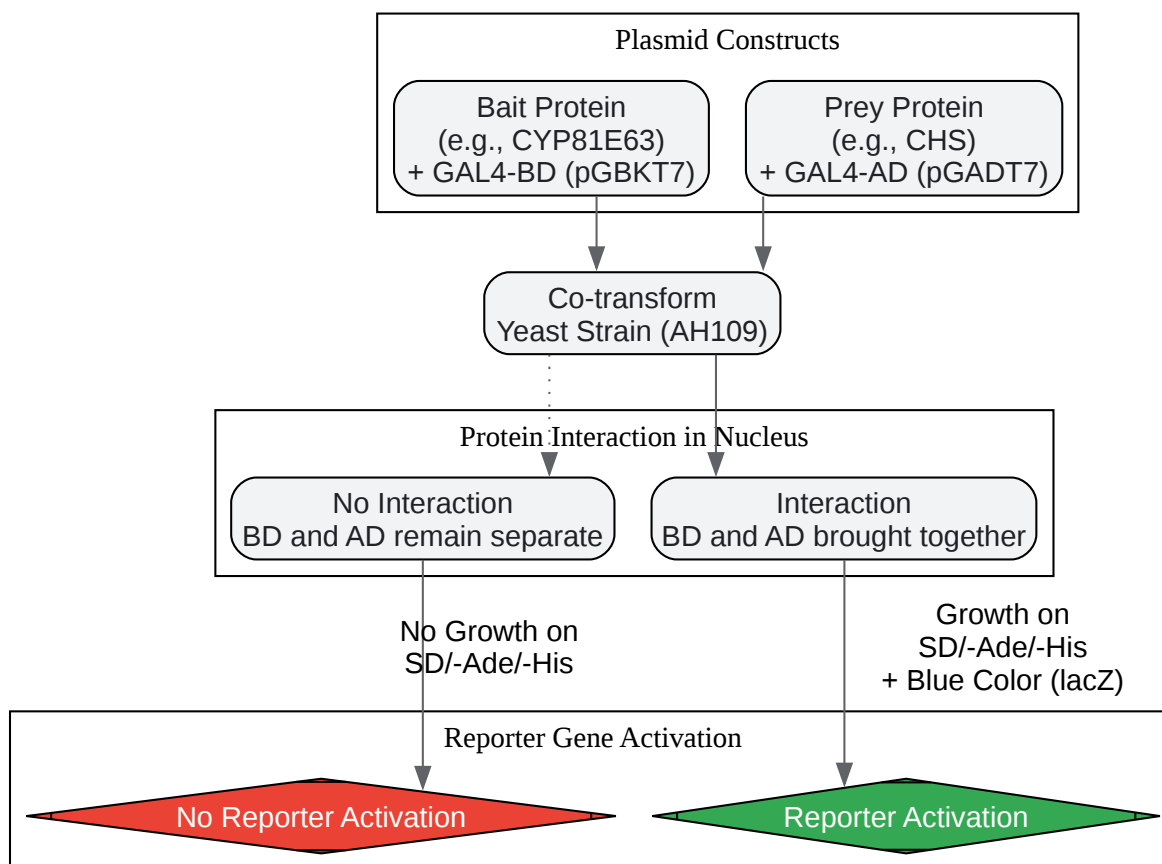 Plasmid Constructs
Bait Protein
(e.g., CYP81E63)
+ GAL4-BD (pGBKT7)
Prey Protein
(e.g., CHS)
+ GAL4-AD (pGADT7)
Co-transform
Yeast Strain (AH109)
Protein Interaction in Nucleus
No Interaction
BD and AD remain separate
Interaction
BD and AD brought together
No Growth on
SD/-Ade/-His
Growth on
SD/-Ade/-His
+ Blue Color (lacZ)
Reporter Gene Activation
No Reporter Activation
Reporter Activation